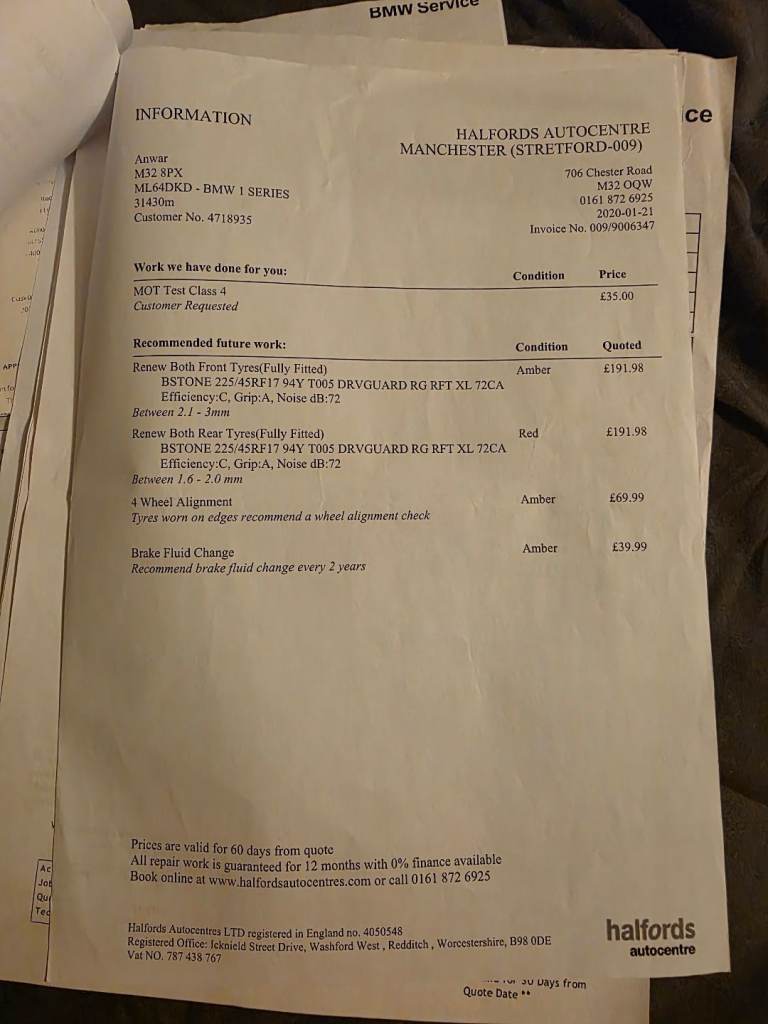 BMW Service
ce
INFORMATION
HALFORDS AUTOCENTRE
MANCHESTER (STRETFORD-009)
Anwar
M32 8PX
ML64DKD - BMW 1 SERIES
31430m
Customer No. 4718935
706 Chester Road
M32 OQW
0161 872 6925
2020-01-21
Invoice No. 009/9006347
Work we have done for you: Condition Price
MOT Test Class 4 £35.00
Customer Requested
Recommended future work: Condition Quoted
Renew Both Front Tyres(Fully Fitted) Amber £191.98
BSTONE 225/45RF17 94Y T005 DRVGUARD RG RFT XL 72CA
Efficiency:C, Grip:A, Noise dB:72
Between 2.1 - 3mm
Renew Both Rear Tyres(Fully Fitted) Red £191.98
BSTONE 225/45RF17 94Y T005 DRVGUARD RG RFT XL 72CA
Efficiency:C, Grip:A, Noise dB:72
Between 1.6 - 2.0 mm
4 Wheel Alignment Amber £69.99
Tyres worn on edges recommend a wheel alignment check
Brake Fluid Change Amber £39.99
Recommend brake fluid change every 2 years
Prices are valid for 60 days from quote
All repair work is guaranteed for 12 months with 0% finance available
Book online at www.halfordsautocentres.com or call 0161 872 6925
Halfords Autocentres LTD registered in England no. 4050548
Registered Office: Icknield Street Drive, Washford West , Redditch , Worcestershire, B98 0DE
Vat NO. 787 438 767
halfords
autocentre
APP
Ac
Job
Qu
Tec
30 Days from
Quote Date **